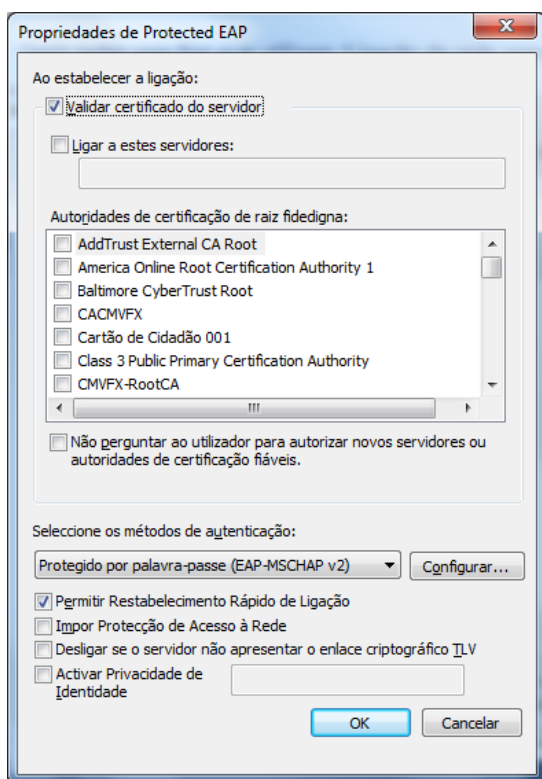 Propriedades de Protected EAP
Ao estabelecer a ligação:
Validar certificado do servidor
Ligar a estes servidores:
Autoridades de certificação de raiz fidedigna:
AddTrust External CA Root
America Online Root Certification Authority 1
Baltimore CyberTrust Root
CACMVFX
Cartão de Cidadão 001
Class 3 Public Primary Certification Authority
CMVFX-RootCA
Não perguntar ao utilizador para autorizar novos servidores ou
autoridades de certificação fiáveis.
Seleccione os métodos de autenticação:
Protegido por palavra-passe (EAP-MSCHAP v2)
Configurar...
Permitir Restabelecimento Rápido de Ligação
Impor Protecção de Acesso à Rede
Desligar se o servidor não apresentar o enlace criptográfico TLV
Activar Privacidade de
Identidade
OK
Cancelar